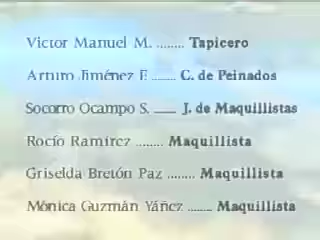 Victor Manuel M. ........ Tapicero
Arturo Jiménez F. ....... C. de Peinados
Socorro Ocampo S. ....... J. de Maquillistas
Rocío Ramírez ........ Maquillista
Griselda Bretón Paz ........ Maquillista
Mónica Guzmán Yáñez ........ Maquillista